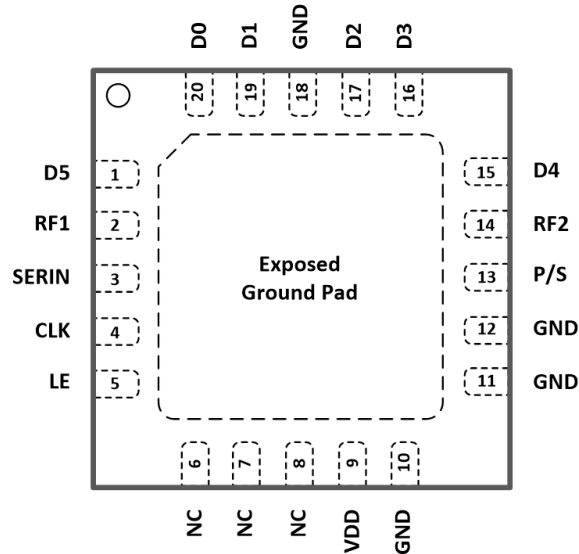 D0 D1 GND D2 D3
20 19 18 17 16
D5 1 15 D4
RF1 2 14 RF2
Exposed
Ground Pad
SERIN 3 13 P/S
CLK 4 12 GND
LE 5 11 GND
6 7 8 9 10
NC NC NC VDD GND